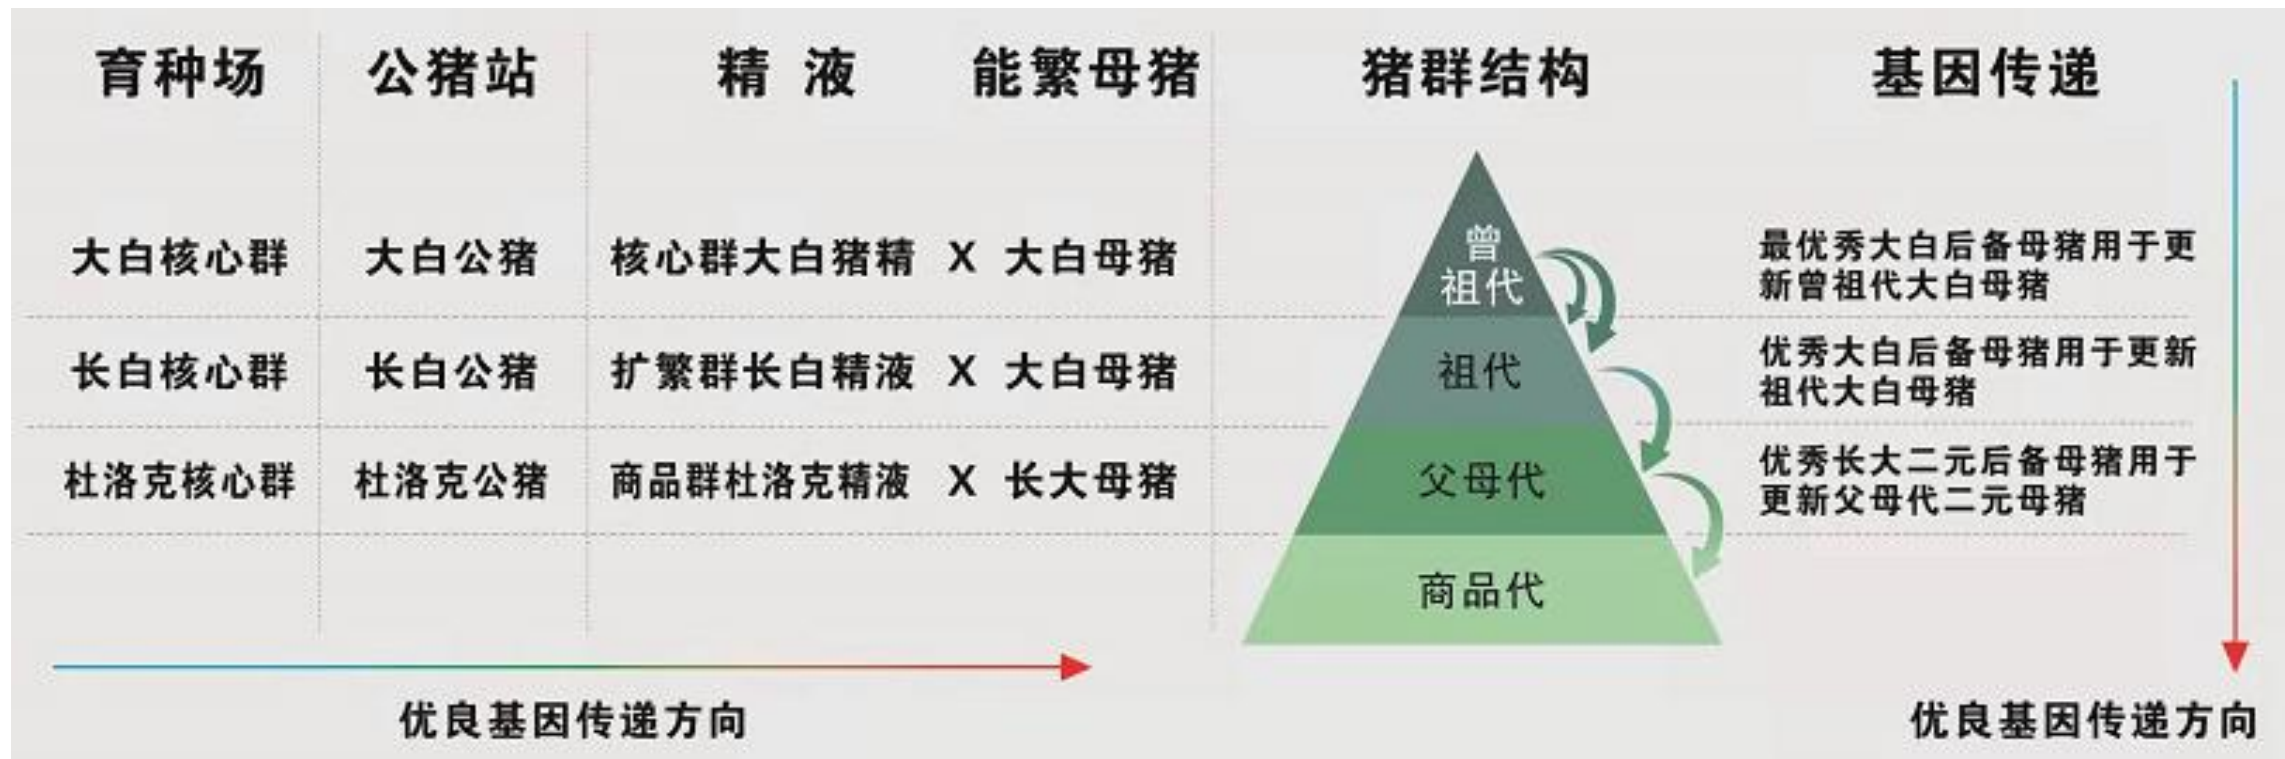 育种场 公猪站 精 液 能繁母猪 猪群结构 基因传递
大白核心群 大白公猪 核心群大白猪精 X 大白母猪
曾
祖代
最优秀大白后备母猪用于更
新曾祖代大白母猪
长白核心群 长白公猪 扩繁群长白精液 X 大白母猪
祖代
优秀大白后备母猪用于更新
祖代大白母猪
杜洛克核心群 杜洛克公猪 商品群杜洛克精液 X 长大母猪
父母代
优秀长大二元后备母猪用于
更新父母代二元母猪
商品代
优良基因传递方向
优良基因传递方向